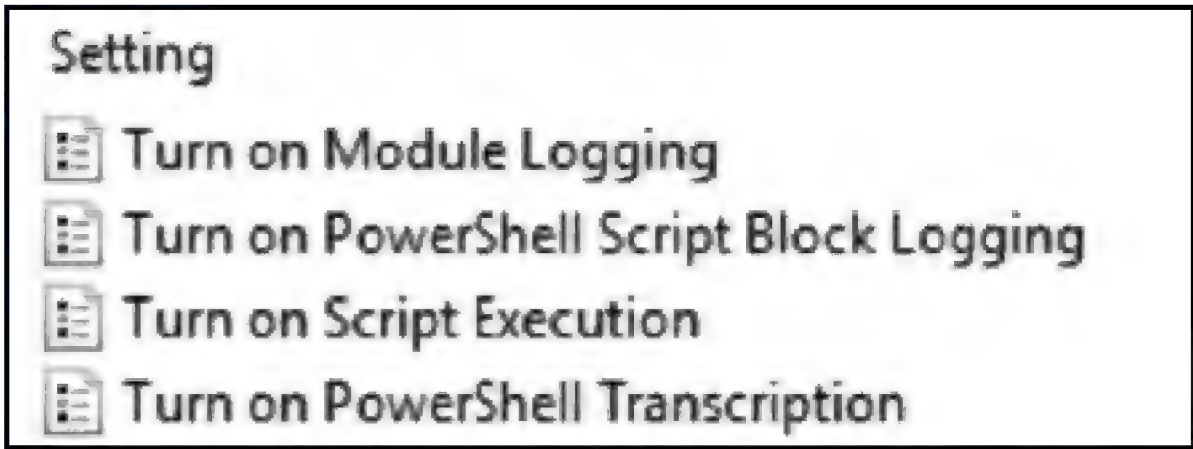 Setting
Turn on Module Logging
Turn on PowerShell Script Block Logging
Turn on Script Execution
Turn on PowerShell Transcription